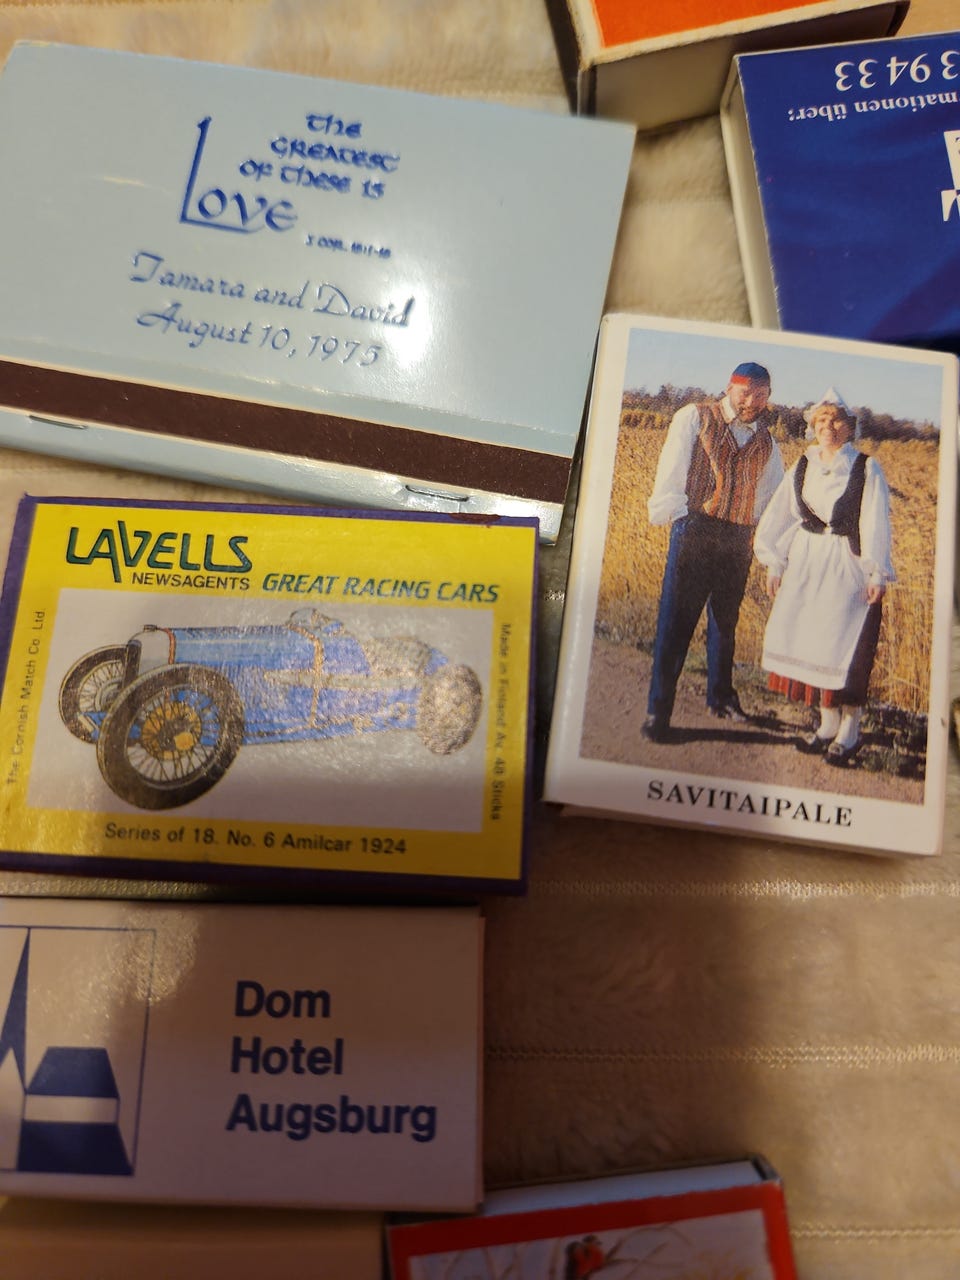 The
Greatest
of these is
Love
Tamara and David
August 10, 1975
3 94 33
mationen über:
LAVELLS
NEWSAGENTS GREAT RACING CARS
The Cornish Match Co. Ltd.
Made in Finland Av. 48 Sticks
Series of 18. No. 6 Amilcar 1924
SAVITAIPALE
Dom
Hotel
Augsburg